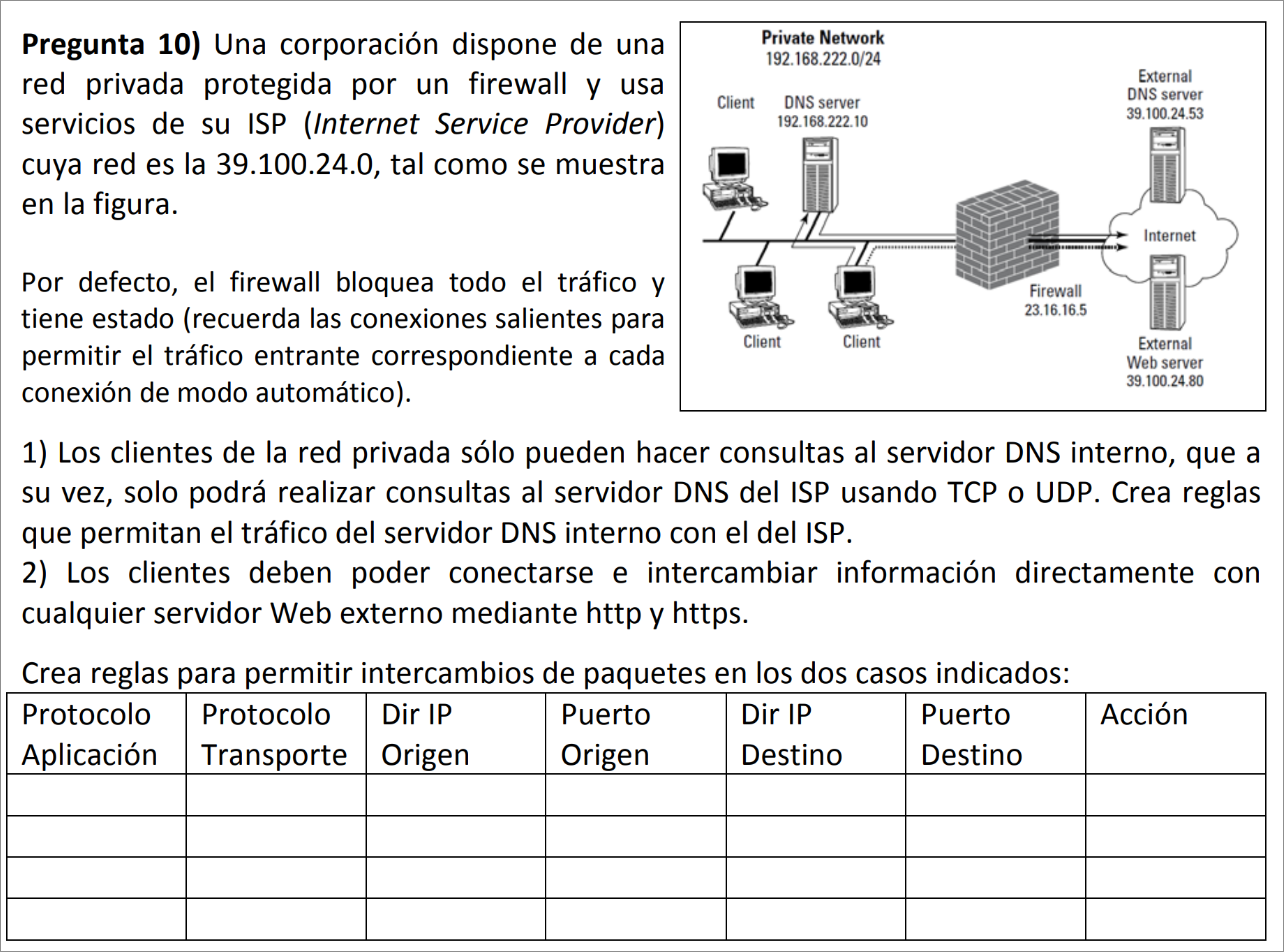 Pregunta 10) Una corporación dispone de una
red privada protegida por un firewall y usa
servicios de su ISP (Internet Service Provider)
cuya red es la 39.100.24.0, tal como se muestra
en la figura.
Por defecto, el firewall bloquea todo el tráfico y
tiene estado (recuerda las conexiones salientes para
permitir el tráfico entrante correspondiente a cada
conexión de modo automático).
Private Network
192.168.222.0/24
Client
DNS server
192.168.222.10
External
DNS server
39.100.24.53
Internet
Firewall
23.16.16.5
Client
Client
External
Web server
39.100.24.80
1) Los clientes de la red privada sólo pueden hacer consultas al servidor DNS interno, que a
su vez, solo podrá realizar consultas al servidor DNS del ISP usando TCP o UDP. Crea reglas
que permitan el tráfico del servidor DNS interno con el del ISP.
2) Los clientes deben poder conectarse e intercambiar información directamente con
cualquier servidor Web externo mediante http y https.
Crea reglas para permitir intercambios de paquetes en los dos casos indicados:
Protocolo Aplicación
Protocolo Transporte
Dir IP Origen
Puerto Origen
Dir IP Destino
Puerto Destino
Acción